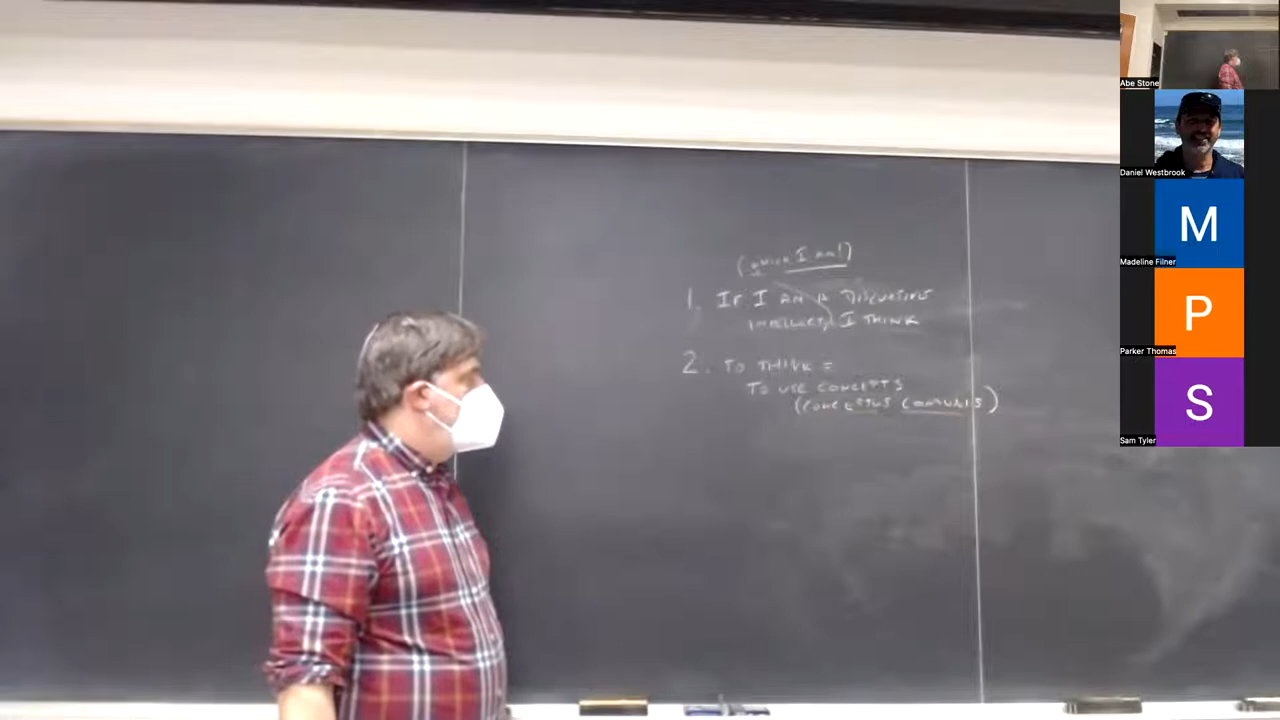 (which I am!)
1. IF I AM A DISCURSIVE
INTELLECT, I THINK
2. TO THINK =
TO USE CONCEPTS
(CONCEPTUS COMMUNIS)
Abe Stone
Daniel Westbrook
M
Madeline Filner
P
Parker Thomas
S
Sam Tyler